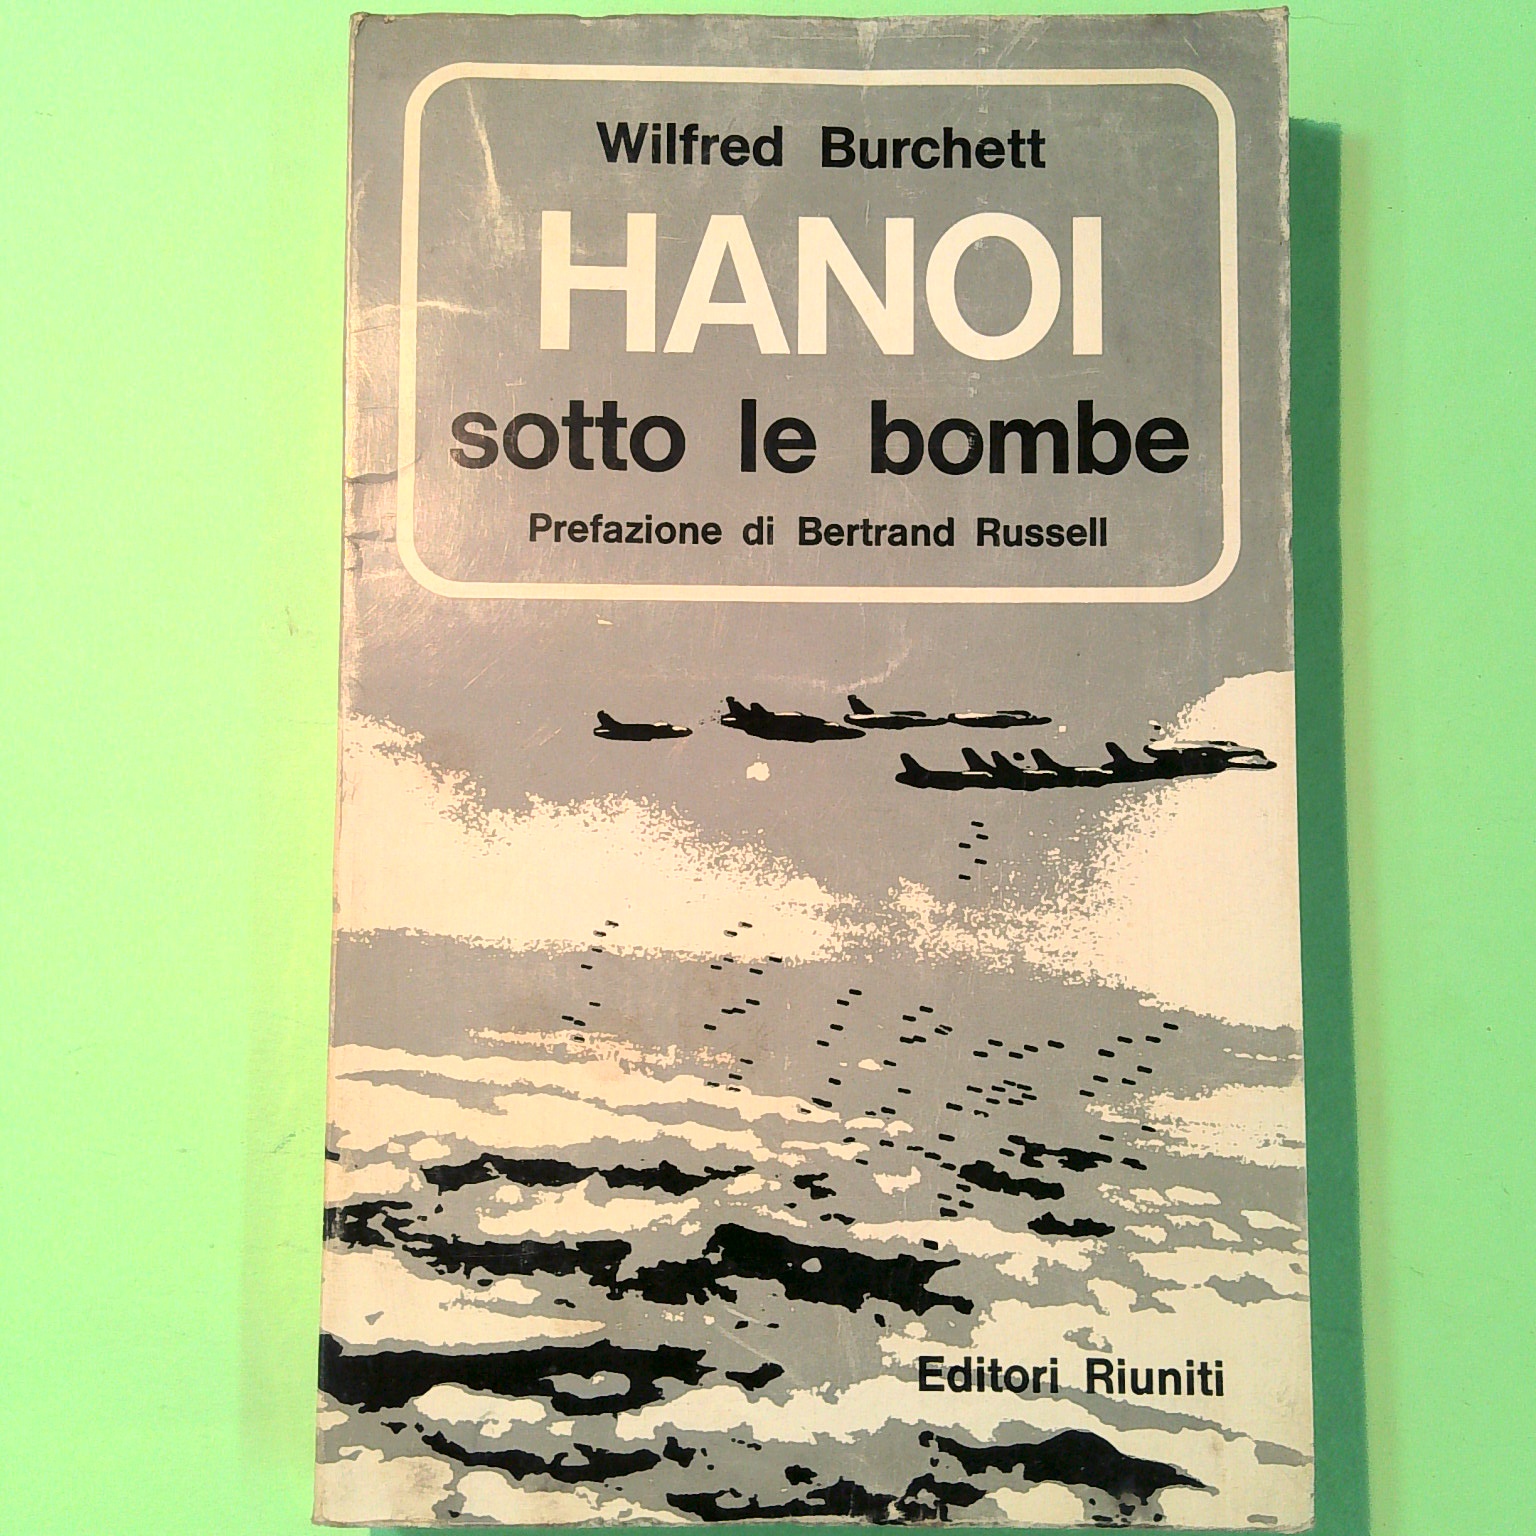 Wilfred Burchett
HANOI
sotto le bombe
Prefazione di Bertrand Russell
Editori Riuniti